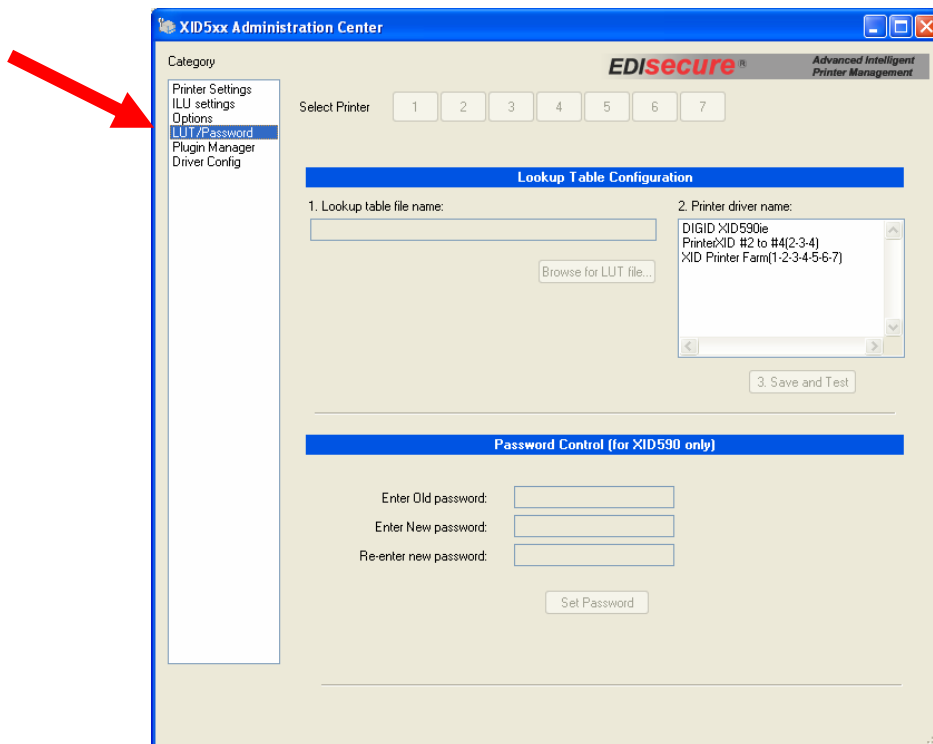 XID5xx Administration Center
Category
EDIsecure ®
Advanced Intelligent
Printer Management
Printer Settings
ILU settings
Options
LUT/Password
Plugin Manager
Driver Config
Select Printer 1 2 3 4 5 6 7
Lookup Table Configuration
1. Lookup table file name:
2. Printer driver name:
DIGID XID590ie
PrinterXID #2 to #4(2-3-4)
XID Printer Farm(1-2-3-4-5-6-7)
Browse for LUT file...
3. Save and Test
Password Control (for XID590 only)
Enter Old password:
Enter New password:
Re-enter new password:
Set Password